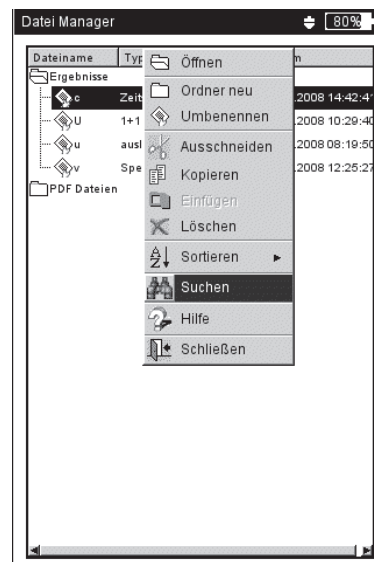 Datei Manager 80%
Dateiname Typ m
Ergebnisse
c Zeit .2008 14:42:41
U 1+1 .2008 10:29:40
u ausl .2008 08:19:50
v Spe .2008 12:25:27
PDF Dateien
Öffnen
Ordner neu
Umbenennen
Ausschneiden
Kopieren
Einfügen
Löschen
Sortieren
Suchen
Hilfe
Schließen